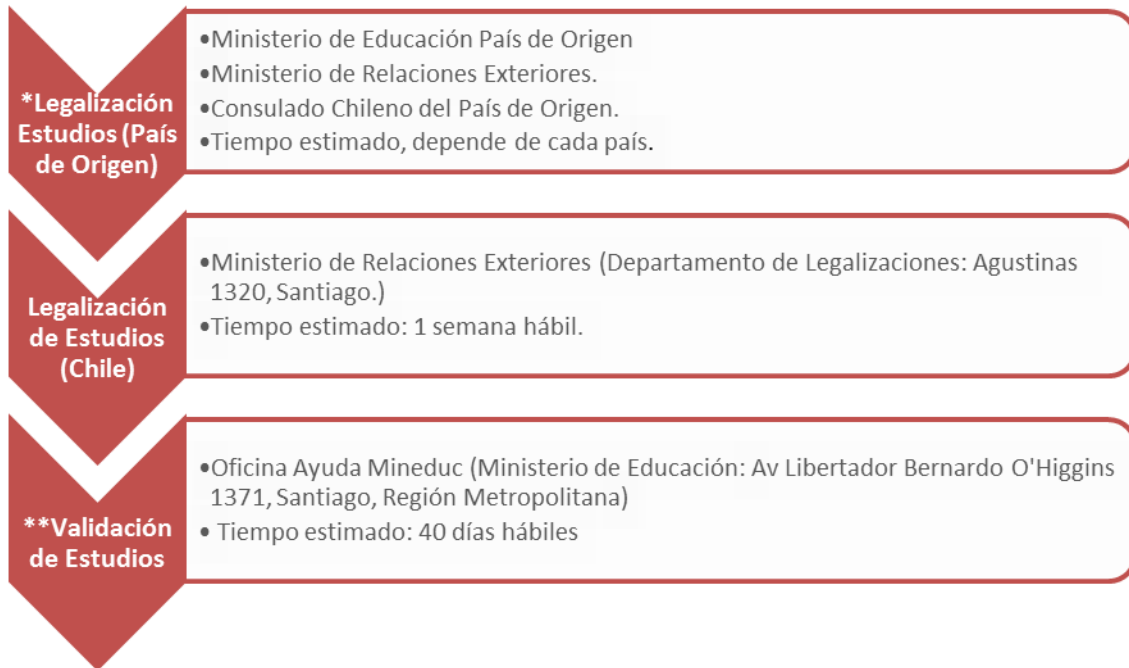 *Legalización
Estudios (País
de Origen)
•Ministerio de Educación País de Origen
•Ministerio de Relaciones Exteriores.
•Consulado Chileno del País de Origen.
•Tiempo estimado, depende de cada país.
Legalización
de Estudios
(Chile)
•Ministerio de Relaciones Exteriores (Departamento de Legalizaciones: Agustinas
1320, Santiago.)
•Tiempo estimado: 1 semana hábil.
**Validación
de Estudios
•Oficina Ayuda Mineduc (Ministerio de Educación: Av Libertador Bernardo O'Higgins
1371, Santiago, Región Metropolitana)
• Tiempo estimado: 40 días hábiles